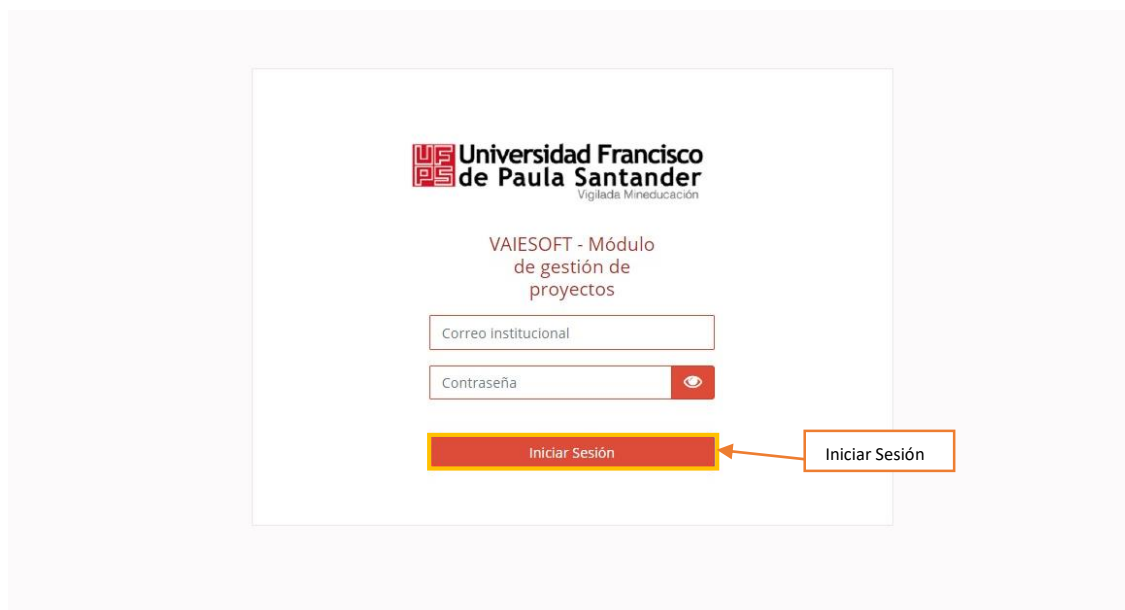 UFPS
Universidad Francisco
de Paula Santander
Vigilada Mineducación
VAIESOFT - Módulo
de gestión de
proyectos
Correo institucional
Contraseña
Iniciar Sesión
Iniciar Sesión